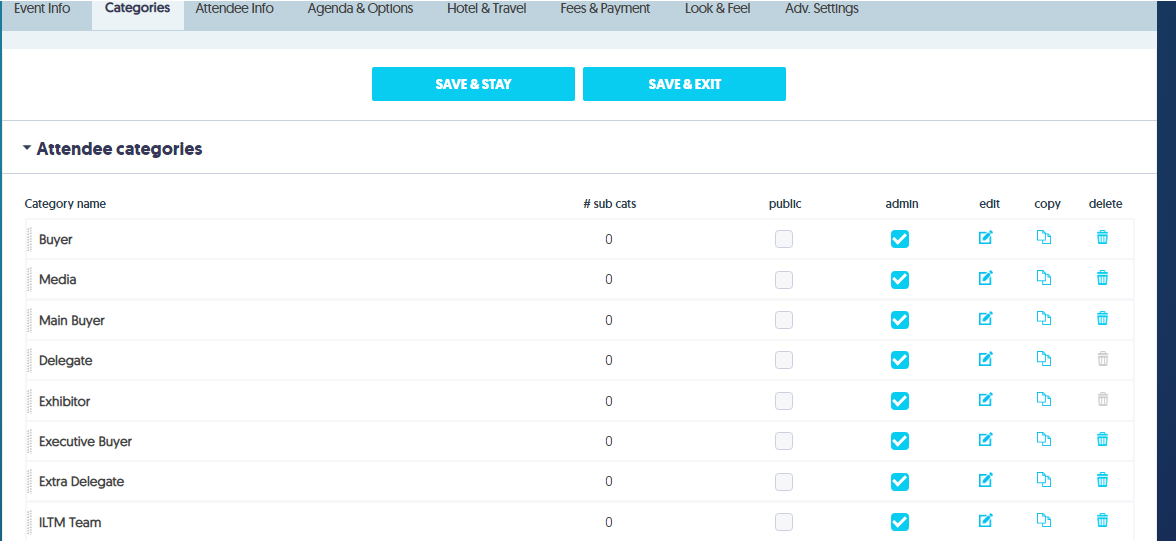 Event Info Categories Attendee Info Agenda & Options Hotel & Travel Fees & Payment Look & Feel Adv. Settings
SAVE & STAY SAVE & EXIT
Attendee categories
Category name # sub cats public admin edit copy delete
Buyer 0
Media 0
Main Buyer 0
Delegate 0
Exhibitor 0
Executive Buyer 0
Extra Delegate 0
ILTM Team 0